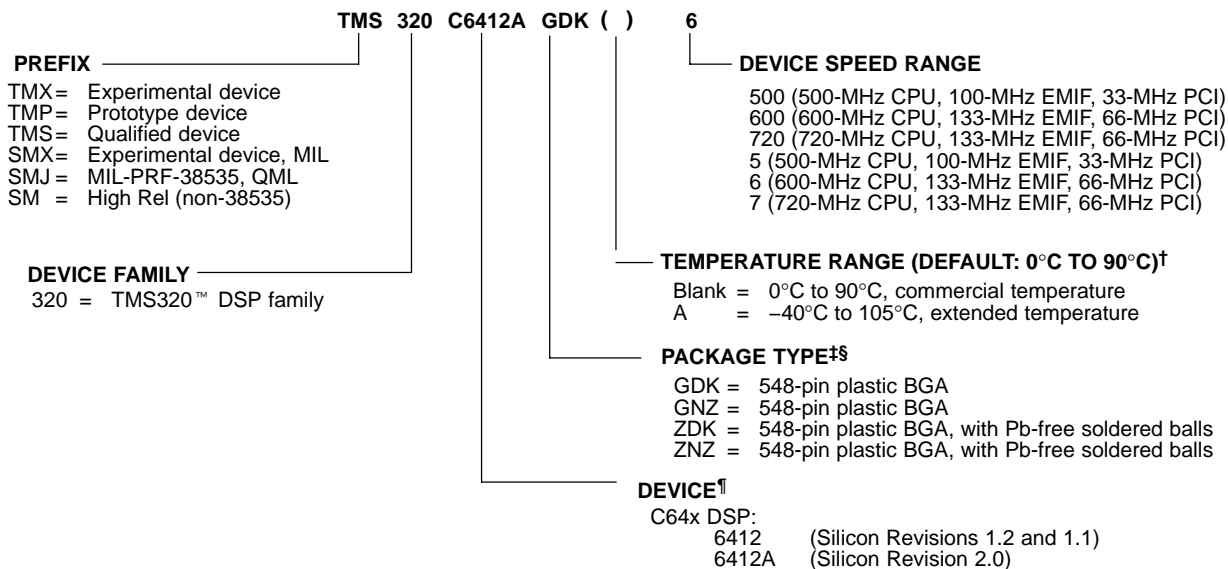 TMS 320 C6412A GDK ( ) 6
PREFIX
TMX = Experimental device
TMP = Prototype device
TMS = Qualified device
SMX = Experimental device, MIL
SMJ = MIL-PRF-38535, QML
SM = High Rel (non-38535)
DEVICE SPEED RANGE
500 (500-MHz CPU, 100-MHz EMIF, 33-MHz PCI)
600 (600-MHz CPU, 133-MHz EMIF, 66-MHz PCI)
720 (720-MHz CPU, 133-MHz EMIF, 66-MHz PCI)
5 (500-MHz CPU, 100-MHz EMIF, 33-MHz PCI)
6 (600-MHz CPU, 133-MHz EMIF, 66-MHz PCI)
7 (720-MHz CPU, 133-MHz EMIF, 66-MHz PCI)
DEVICE FAMILY
320 = TMS320™ DSP family
TEMPERATURE RANGE (DEFAULT: 0°C TO 90°C)†
Blank = 0°C to 90°C, commercial temperature
A = −40°C to 105°C, extended temperature
PACKAGE TYPE‡§
GDK = 548-pin plastic BGA
GNZ = 548-pin plastic BGA
ZDK = 548-pin plastic BGA, with Pb-free soldered balls
ZNZ = 548-pin plastic BGA, with Pb-free soldered balls
DEVICE¶
C64x DSP:
6412 (Silicon Revisions 1.2 and 1.1)
6412A (Silicon Revision 2.0)